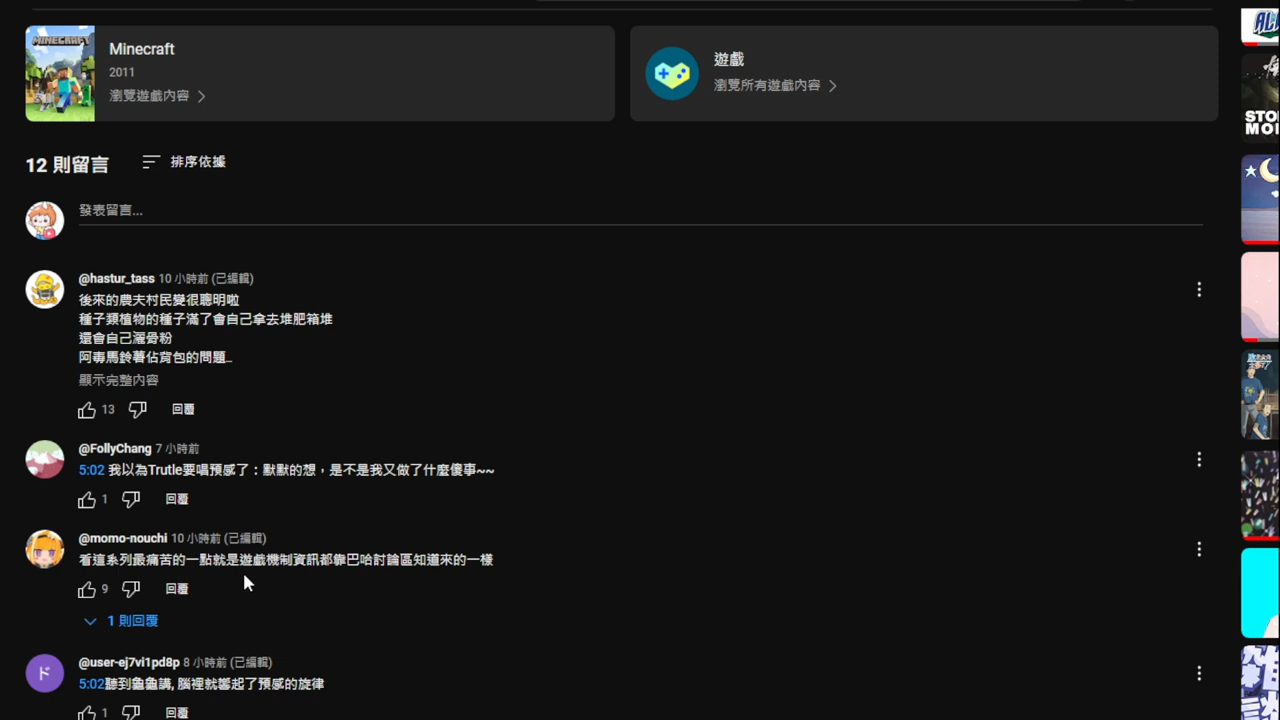 MINECRAFT
Minecraft
2011
瀏覽遊戲內容
遊戲
瀏覽所有遊戲內容
12 則留言
排序依據
發表留言...
@hastur_tass 10 小時前 (已編輯)
後來的農夫村民變很聰明啦
種子類植物的種子滿了會自己拿去堆肥箱堆
還會自己灑骨粉
阿毒馬鈴薯佔背包的問題...
顯示完整內容
13
回覆
@FollyChang 7 小時前
5:02 我以為Trutle要唱預感了：默默的想，是不是我又做了什麼傻事~~
1
回覆
@momo-nouchi 10 小時前 (已編輯)
看這系列最痛苦的一點就是遊戲機制資訊都靠巴哈討論區知道來的一樣
9
回覆
1 則回覆
@user-ej7vi1pd8p 8 小時前 (已編輯)
ド
5:02聽到龜龜講, 腦裡就響起了預感的旋律
1
回覆